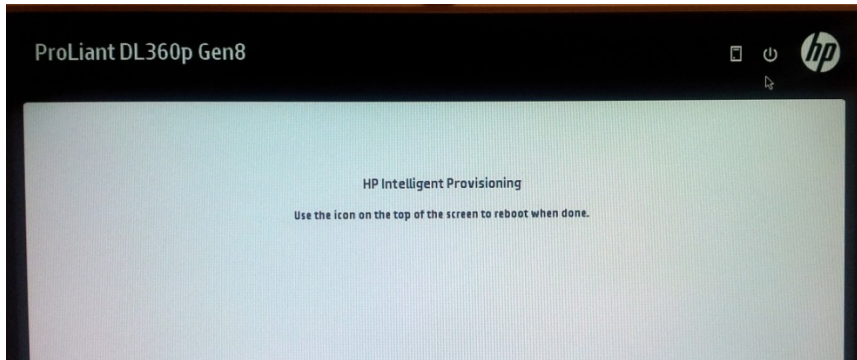 ProLiant DL360p Gen8
hp
HP Intelligent Provisioning
Use the icon on the top of the screen to reboot when done.